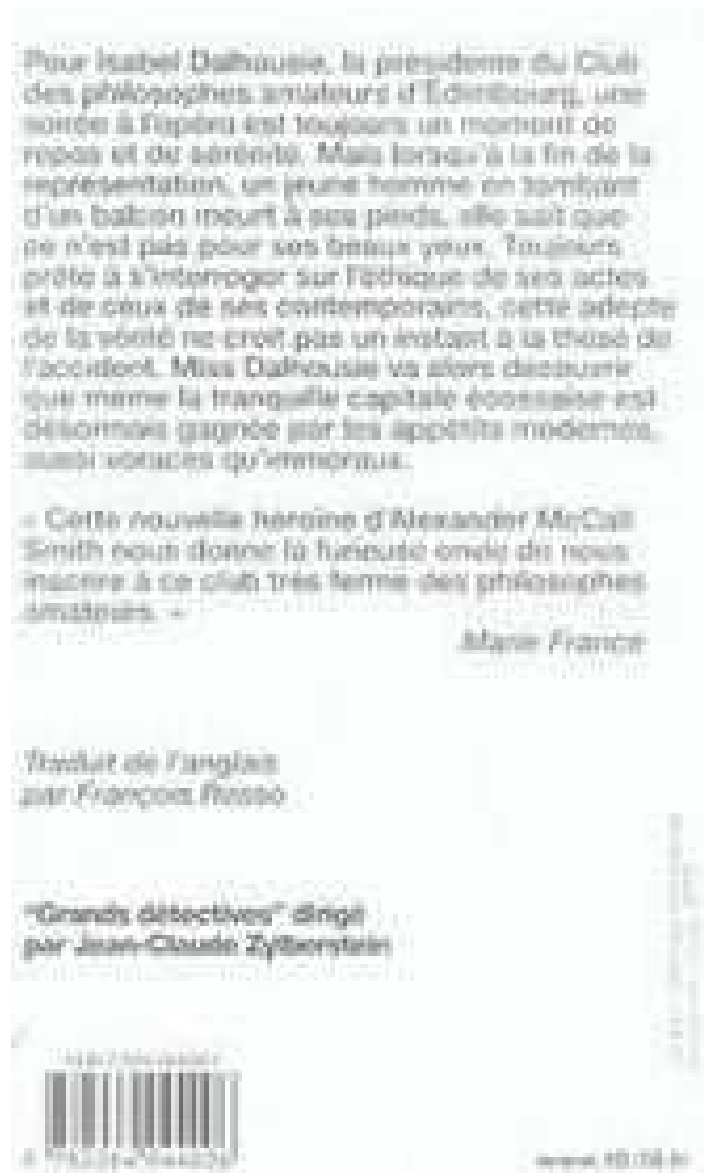 Pour Isabel Dalhousie, la présidente du Club
des philosophes amateurs d'Édimbourg, une
soirée à l'opéra est toujours un moment de
repos et de sérénité. Mais lorsqu'à la fin de la
représentation, un jeune homme en tombant
d'un balcon meurt à ses pieds, elle sait que
ce n'est pas pour ses beaux yeux. Toujours
prête à s'interroger sur l'éthique de ses actes
et de ceux de ses contemporains, cette adepte
de la vérité ne croit pas un instant à la thèse de
l'accident. Miss Dalhousie va alors découvrir
que même la tranquille capitale écossaise est
désormais gagnée par les appétits modernes,
aussi voraces qu'immoraux.
« Cette nouvelle héroïne d'Alexander McCall
Smith nous donne la furieuse envie de nous
inscrire à ce club très fermé des philosophes
amateurs. »
Marie France
Traduit de l'anglais
par François Rosso
"Grands détectives" dirigé
par Jean-Claude Zylberstein
www.10-18.fr